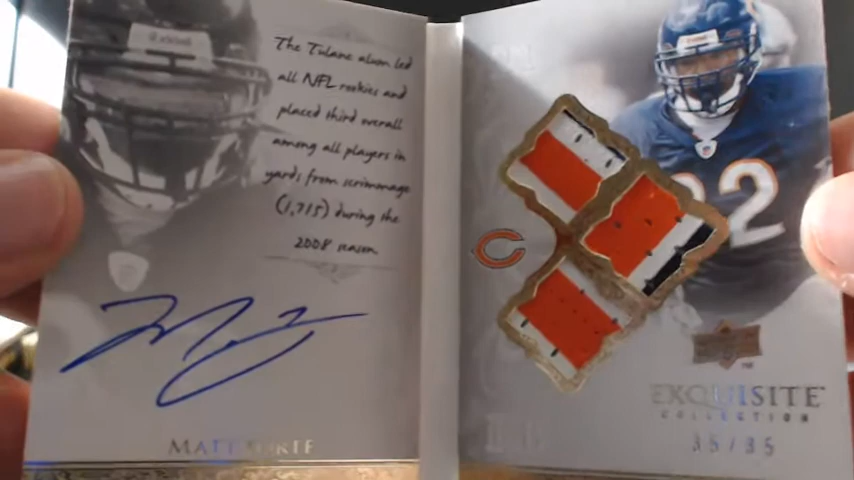 The Tulane alum led
all NFL rookies and
placed third overall
among all players in
yards from scrimmage
(1,715) during the
2008 season.
MATT FORTE
C
22
EXQUISITE
COLLECTION
35/35